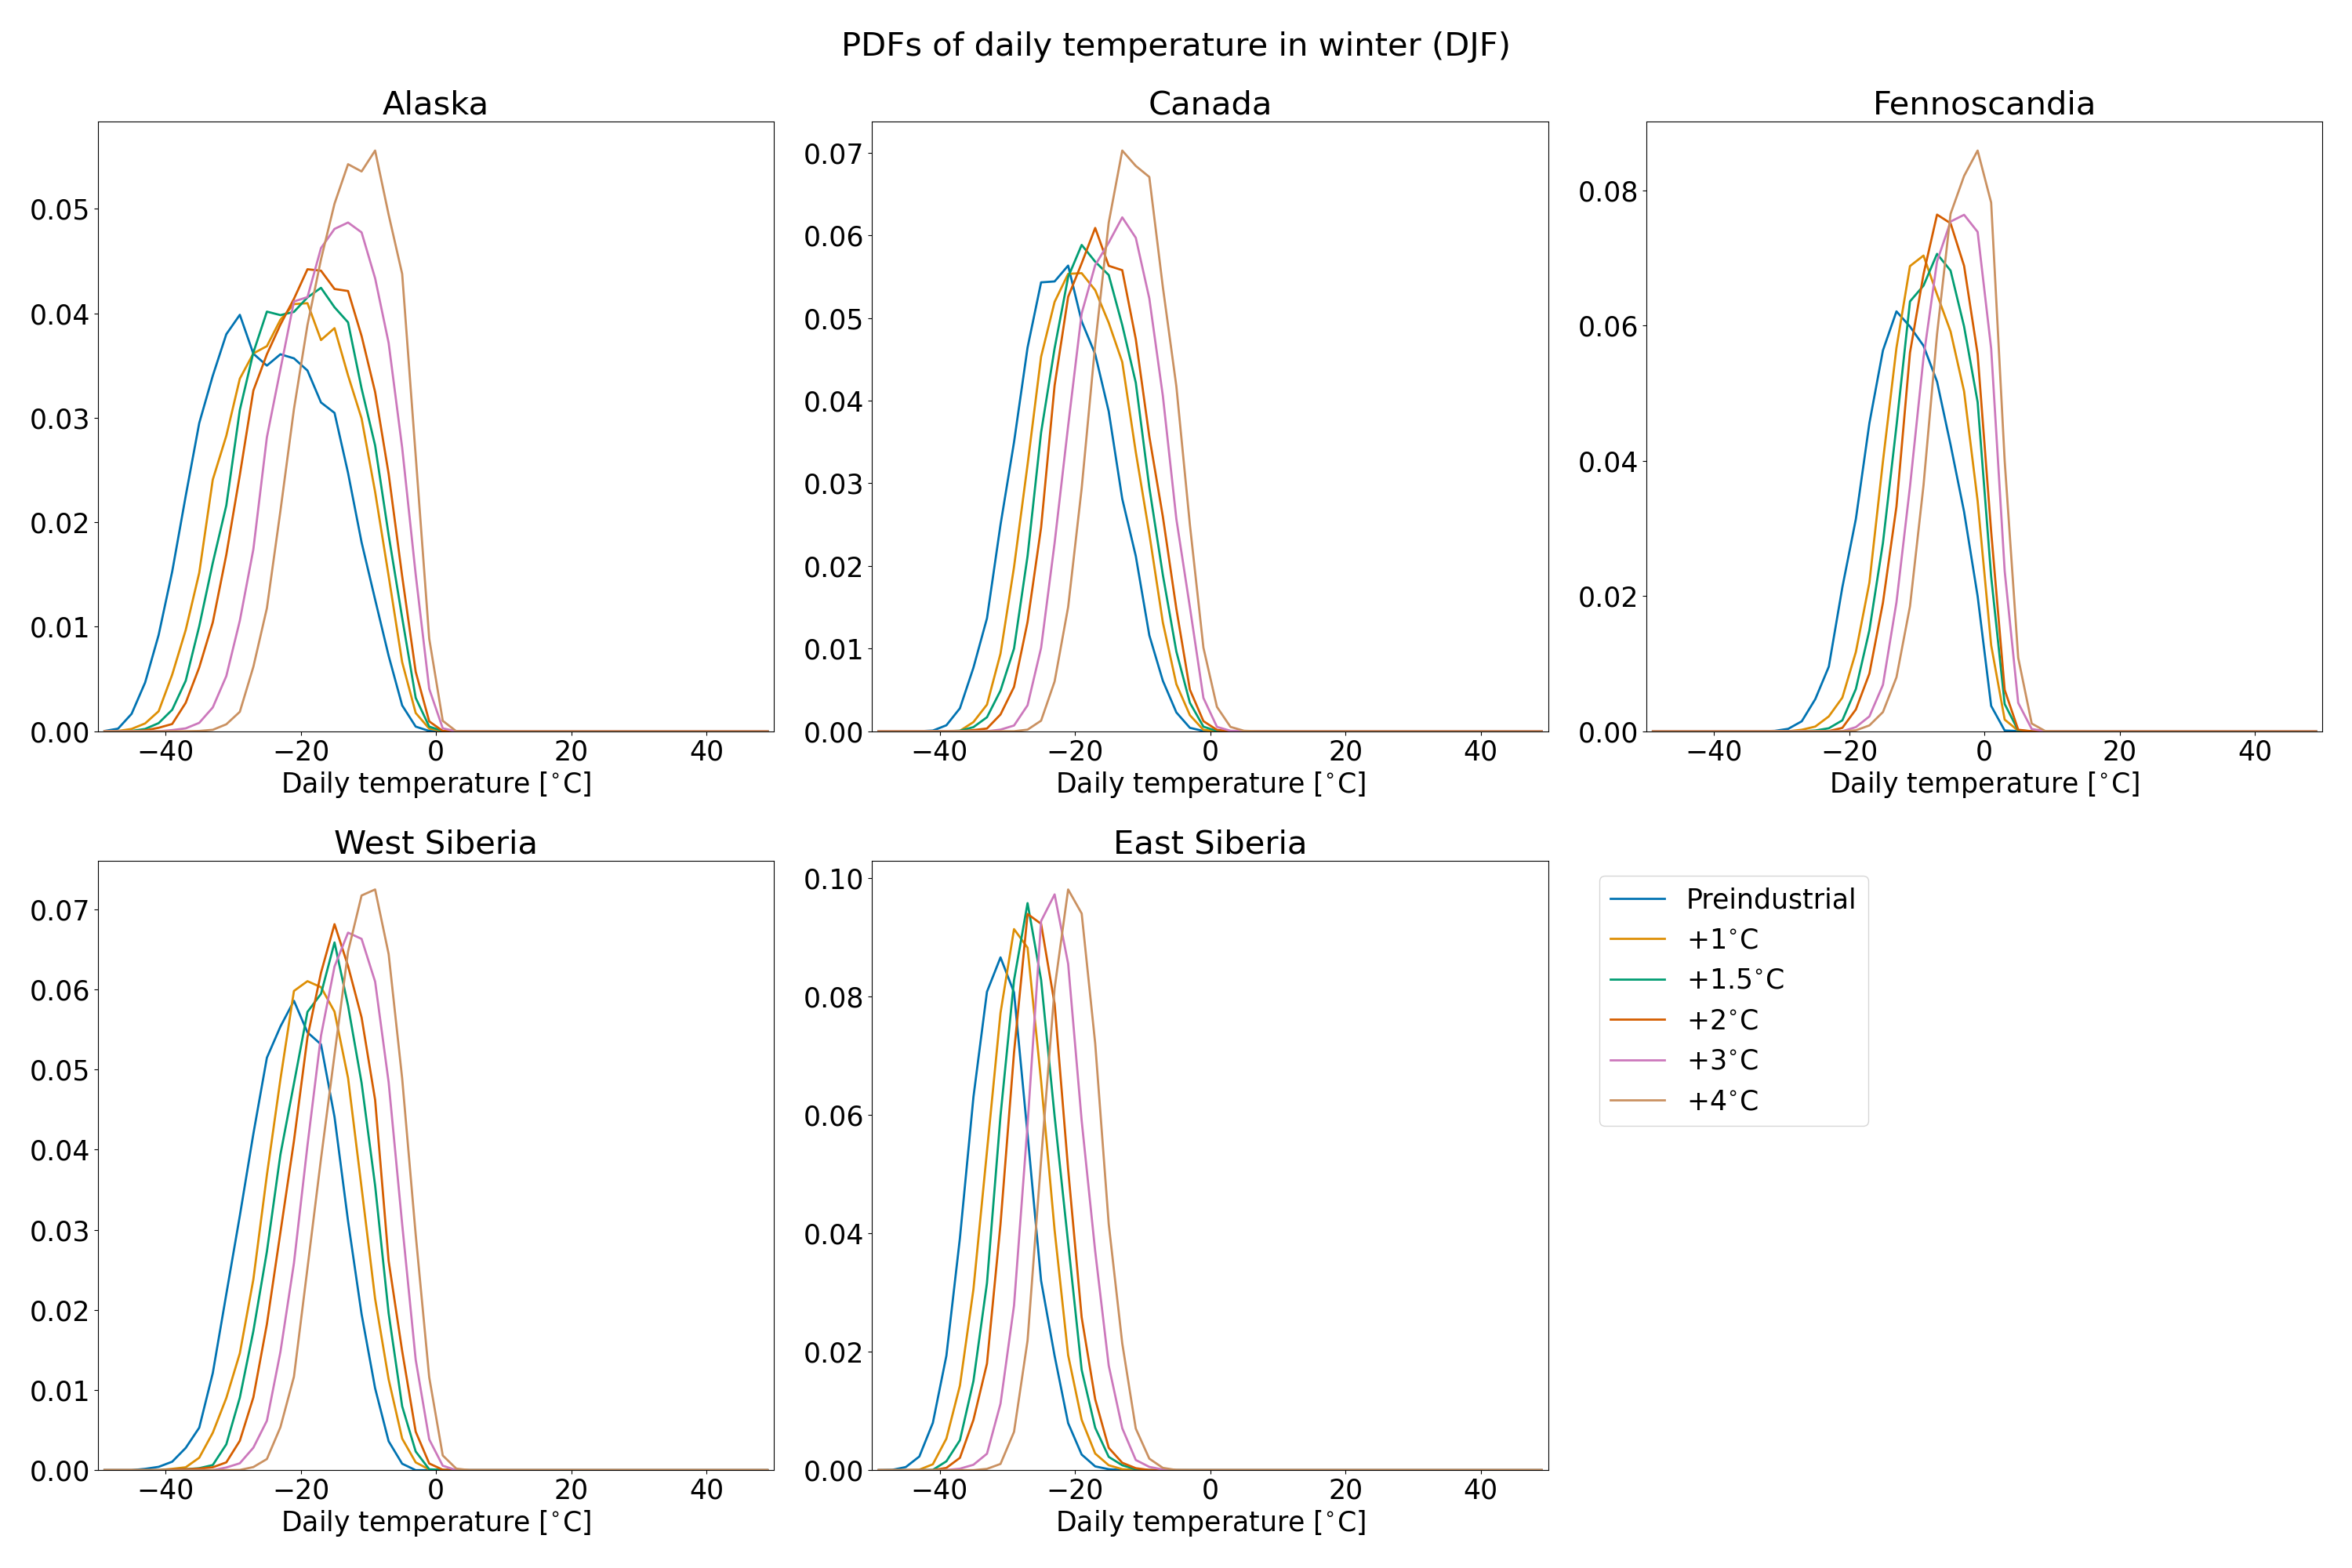 PDFs of daily temperature in winter (DJF)
Alaska
0.05
0.04
0.03
0.02
0.01
0.00
−40 −20 0 20 40
Daily temperature [°C]
Canada
0.07
0.06
0.05
0.04
0.03
0.02
0.01
0.00
−40 −20 0 20 40
Daily temperature [°C]
Fennoscandia
0.08
0.06
0.04
0.02
0.00
−40 −20 0 20 40
Daily temperature [°C]
West Siberia
0.07
0.06
0.05
0.04
0.03
0.02
0.01
0.00
−40 −20 0 20 40
Daily temperature [°C]
East Siberia
0.10
0.08
0.06
0.04
0.02
0.00
−40 −20 0 20 40
Daily temperature [°C]
Preindustrial
+1°C
+1.5°C
+2°C
+3°C
+4°C